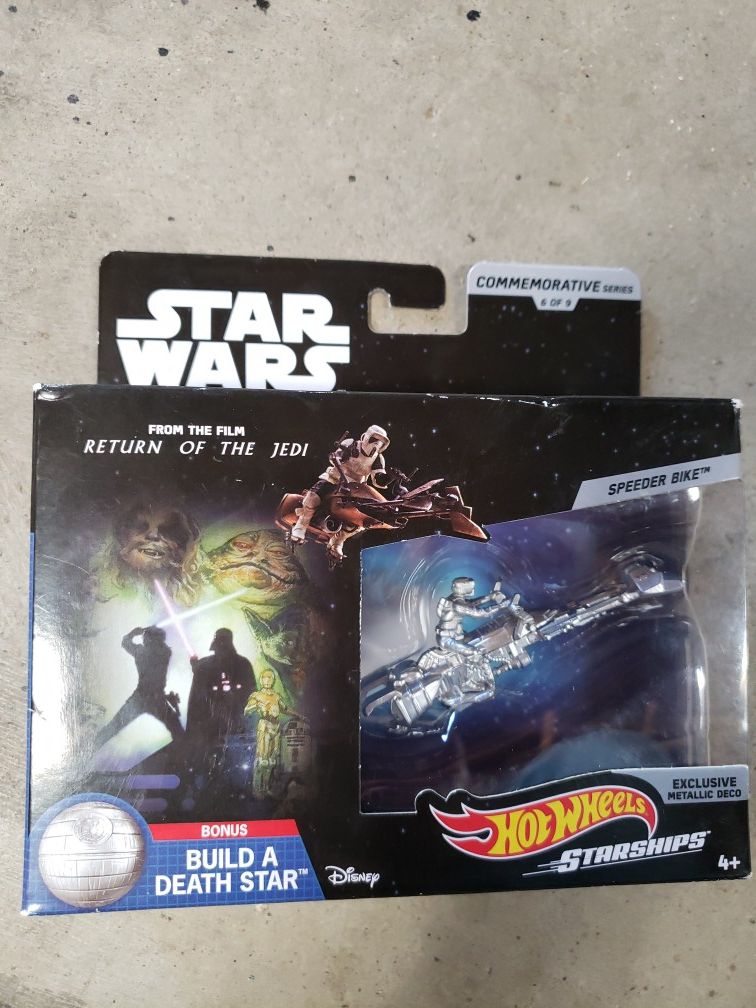 STAR
WARS
COMMEMORATIVE SERIES
6 OF 9
FROM THE FILM
RETURN OF THE JEDI
SPEEDER BIKE™
EXCLUSIVE
METALLIC DECO
HOT WHEELS
STARSHIPS™
4+
BONUS
BUILD A
DEATH STAR™
Disney